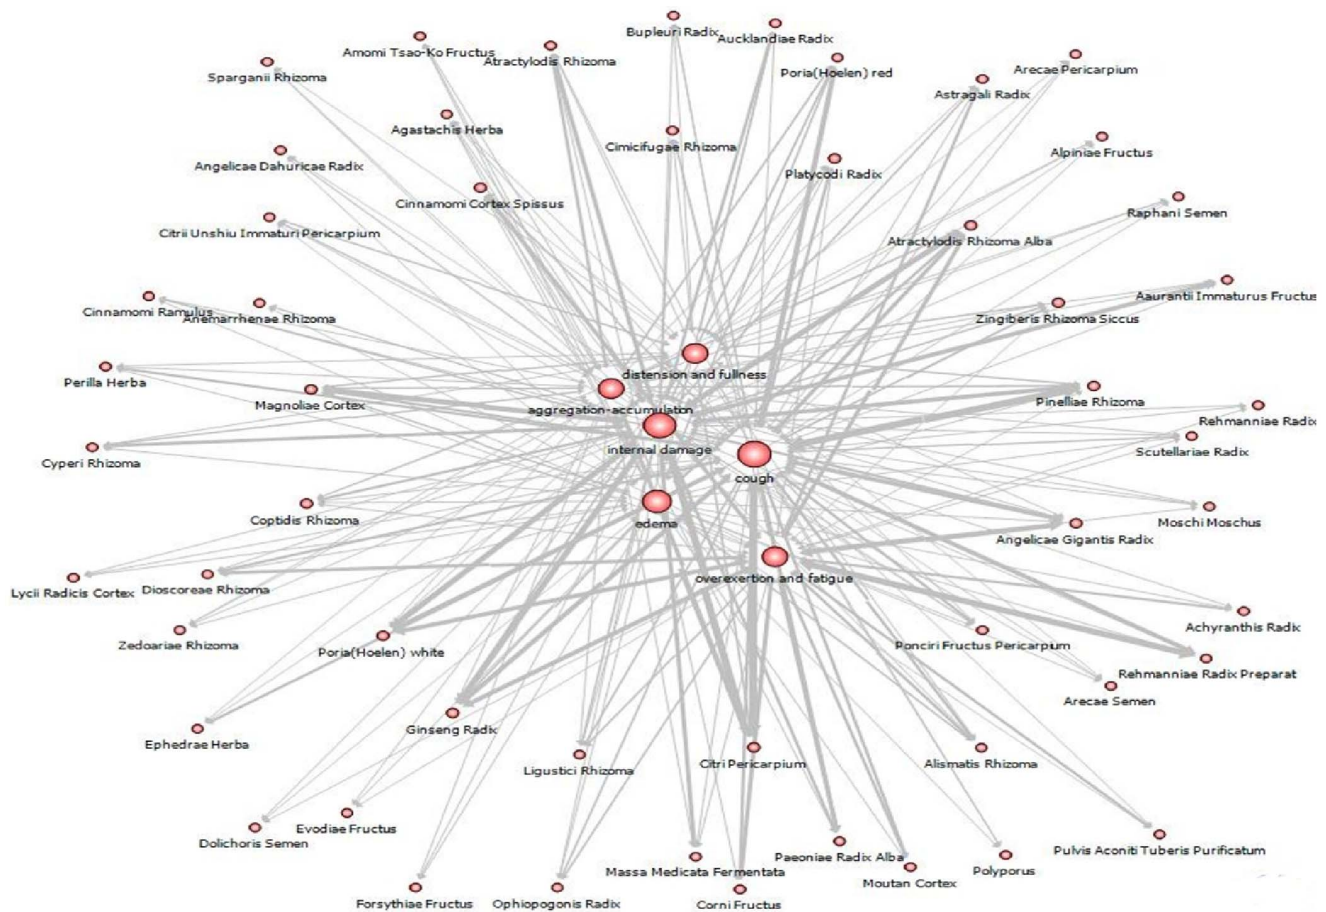 Bupleuri Radix
Aucklandiae Radix
Amomi Tsao-Ko Fructus
Atractylodis Rhizoma
Arecae Pericarpium
Sparganii Rhizoma
Poria(Hoelen) red
Astragali Radix
Agastachis Herba
Cimicifugae Rhizoma
Alpiniae Fructus
Angelicae Dahuricae Radix
Platycodi Radix
Cinnamomi Cortex Spissus
Raphani Semen
Citrii Unshiu Immaturi Pericarpium
Atractylodis Rhizoma Alba
Aaurantii Immaturus Fructus
Cinnamomi Ramulus
Anemarrhenae Rhizoma
Zingiberis Rhizoma Siccus
distension and fullness
Perilla Herba
Magnoliae Cortex
aggregation-accumulation
Pinelliae Rhizoma
Rehmanniae Radix
internal damage
Scutellariae Radix
Cyperi Rhizoma
cough
Coptidis Rhizoma
edema
Moschi Moschus
Angelicae Gigantis Radix
overexertion and fatigue
Lycii Radicis Cortex
Dioscoreae Rhizoma
Achyranthis Radix
Zedoariae Rhizoma
Poria(Hoelen) white
Ponciri Fructus Pericarpium
Rehmanniae Radix Preparat
Arecae Semen
Ephedrae Herba
Ginseng Radix
Ligustici Rhizoma
Citri Pericarpium
Alismatis Rhizoma
Dolichoris Semen
Evodiae Fructus
Pulvis Aconiti Tuberis Purificatum
Massa Medicata Fermentata
Paeoniae Radix Alba
Polyporus
Moutan Cortex
Forsythiae Fructus
Ophiopogonis Radix
Corni Fructus